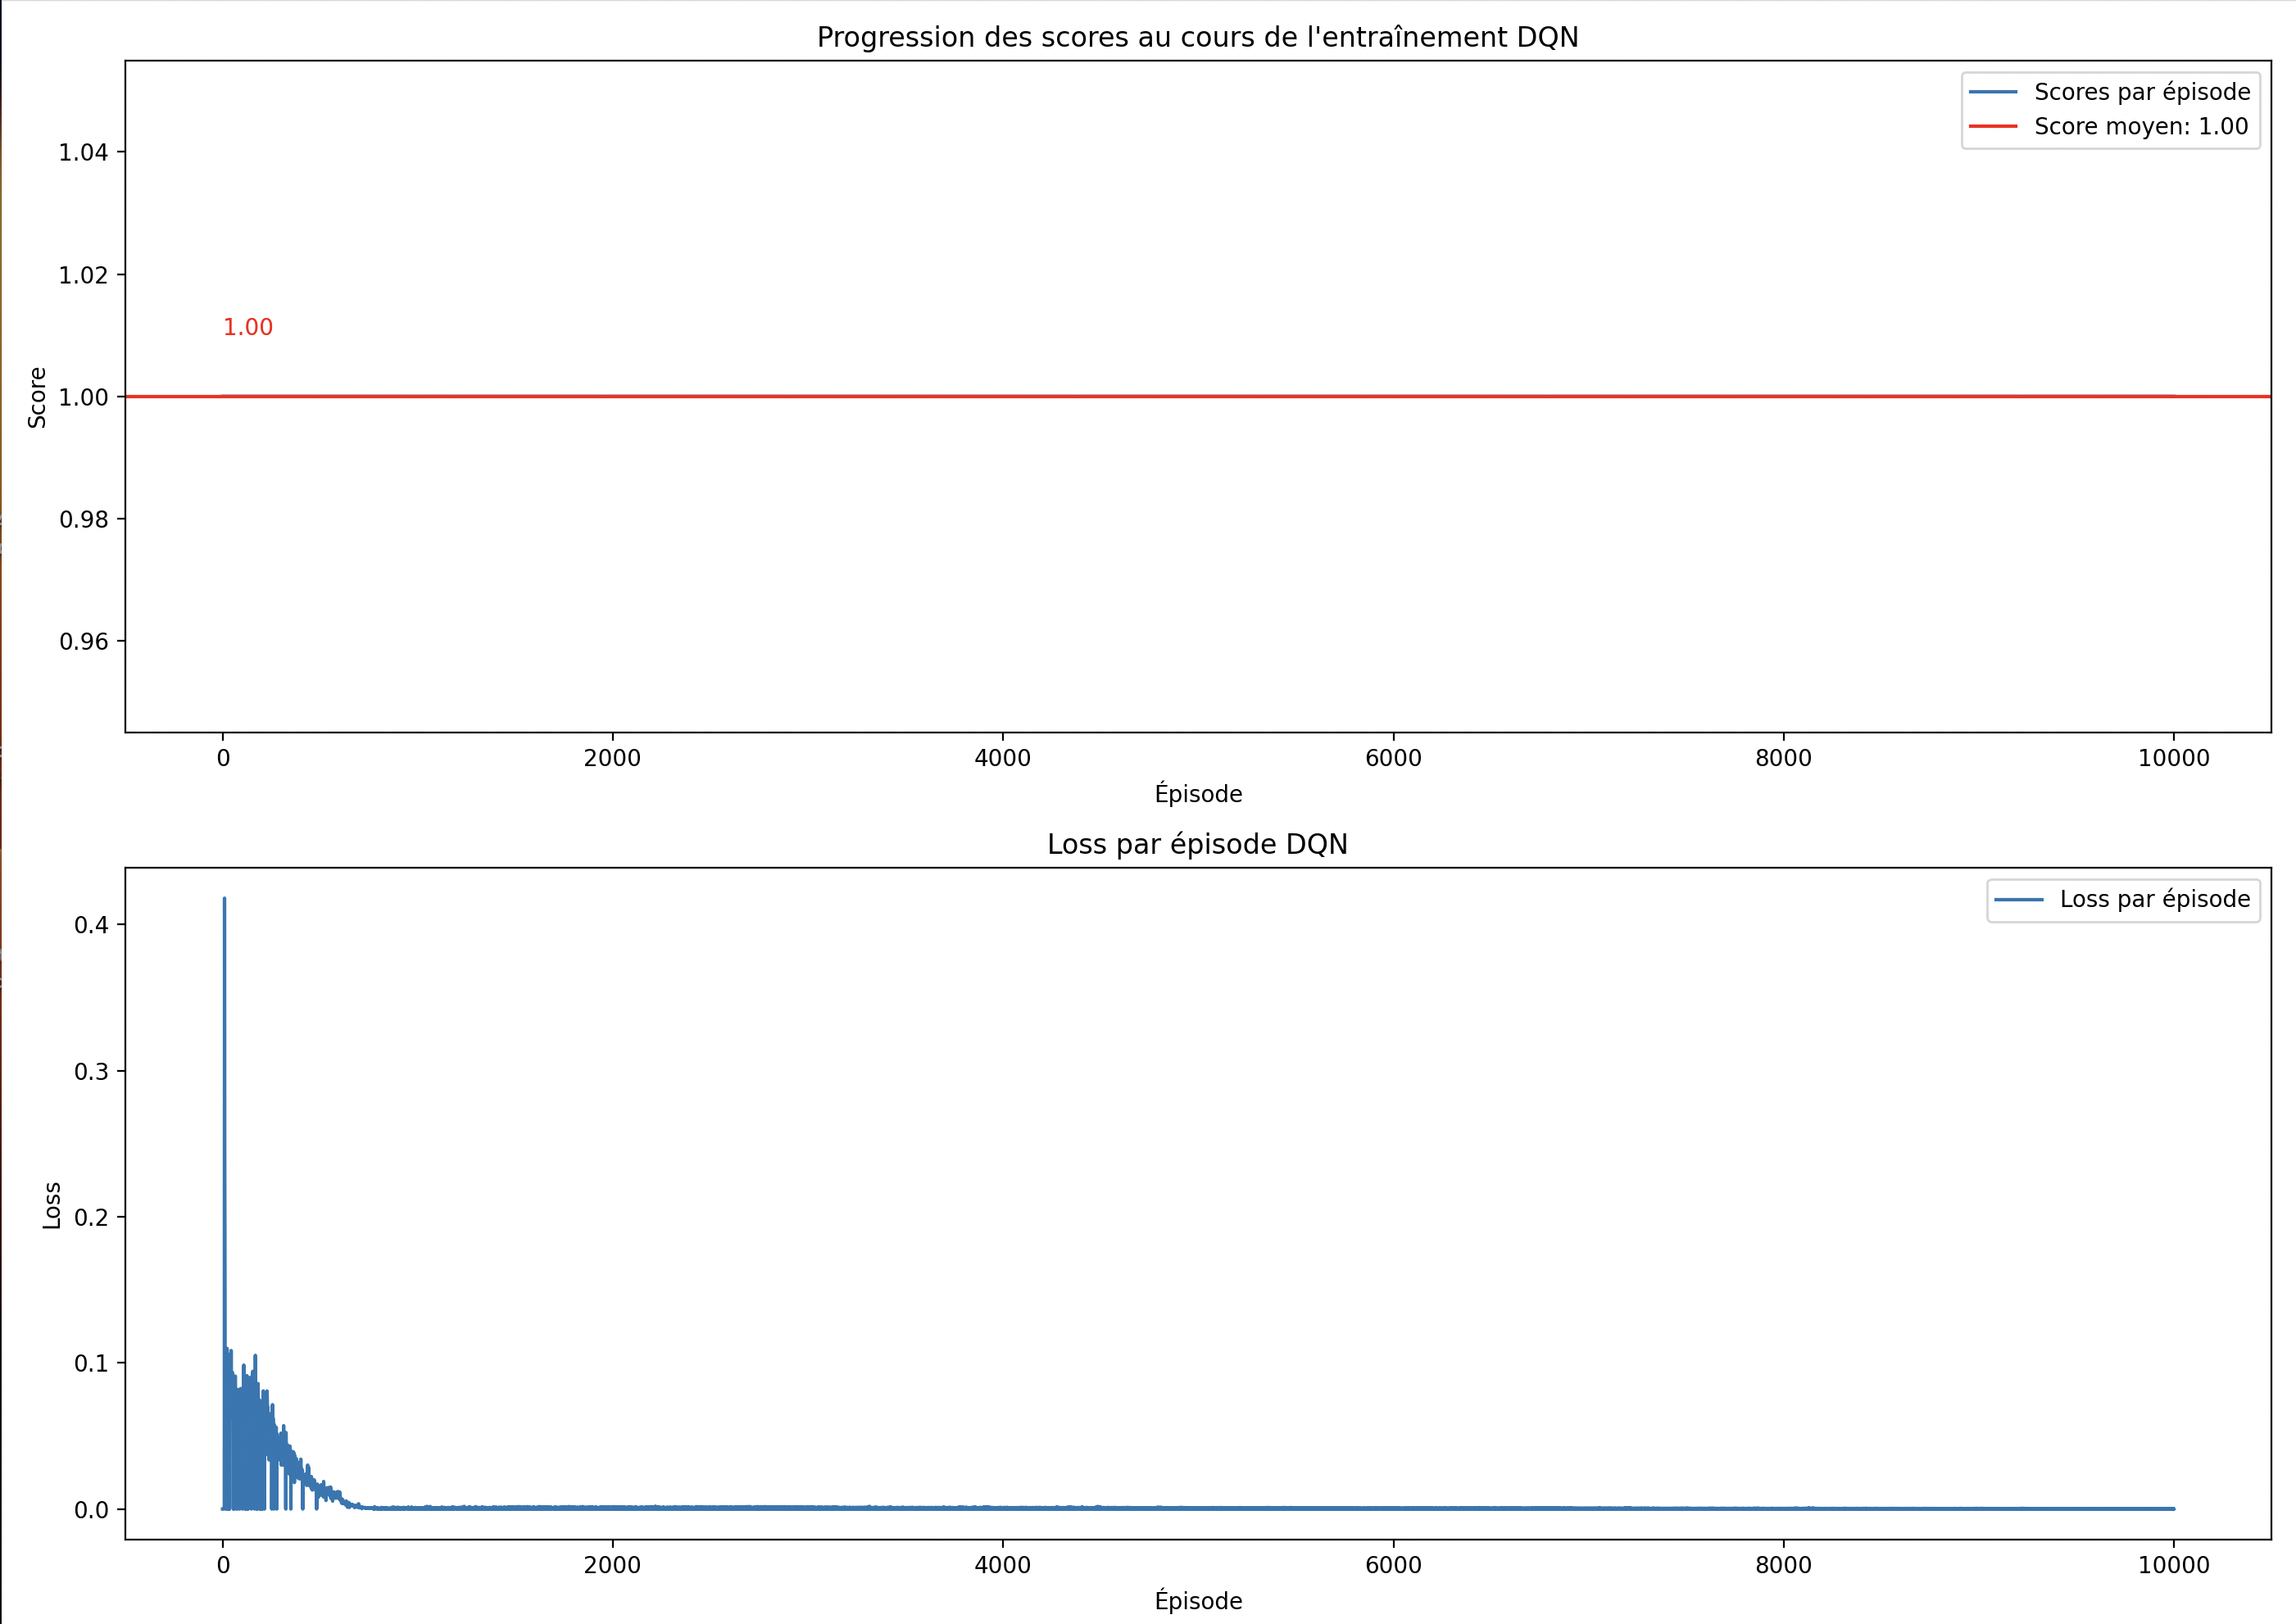 Progression des scores au cours de l'entraînement DQN
Scores par épisode
Score moyen: 1.00
1.04
1.02
1.00
1.00
0.98
0.96
Score
0
2000
4000
6000
8000
10000
Épisode
Loss par épisode DQN
Loss par épisode
0.4
0.3
0.2
0.1
0.0
Loss
0
2000
4000
6000
8000
10000
Épisode